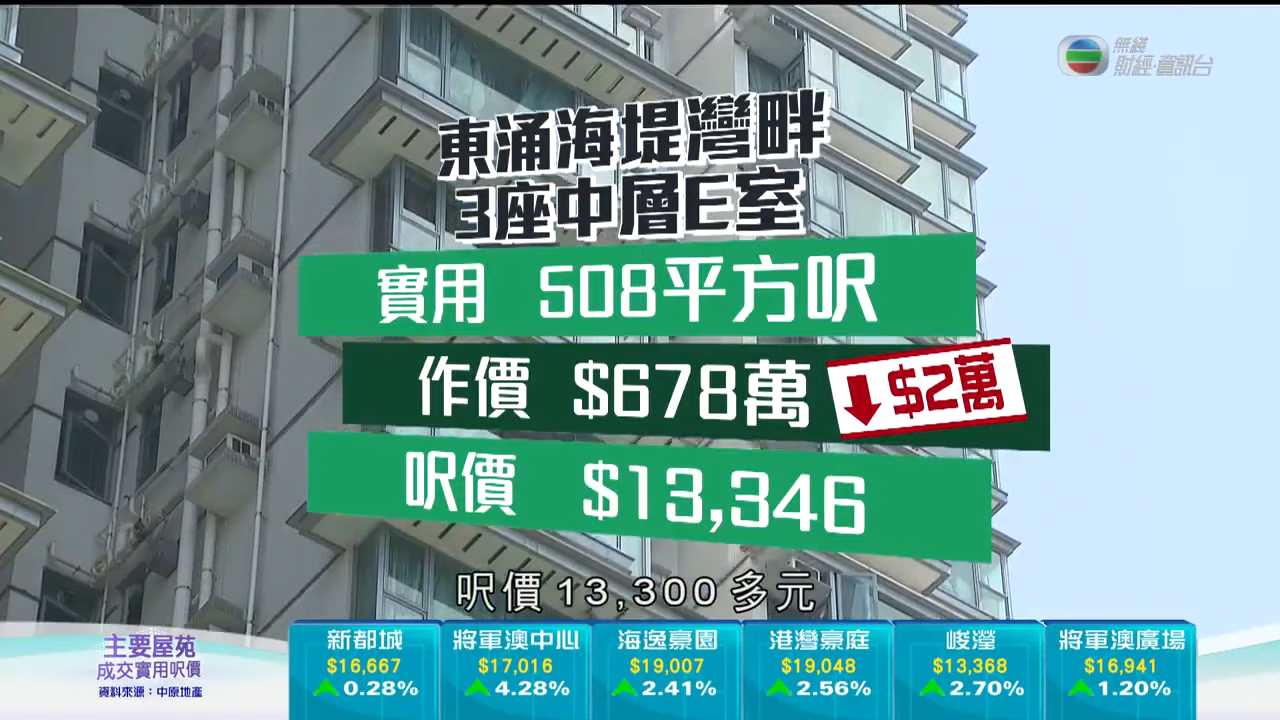 無綫
財經·資訊台
東涌海堤灣畔
3座中層E室
實用 508平方呎
作價 $678萬 $2萬
呎價 $13,346
呎價13,300多元
主要屋苑
成交實用呎價
資料來源：中原地產
新都城 將軍澳中心 海逸豪園 港灣豪庭 峻瀅 將軍澳廣場
$16,667 $17,016 $19,007 $19,048 $13,368 $16,941
0.28% 4.28% 2.41% 2.56% 2.70% 1.20%